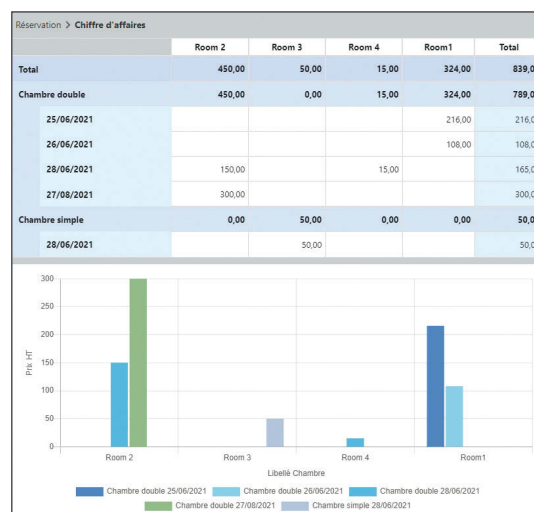 Réservation > Chiffre d'affaires
Room 2 Room 3 Room 4 Room1 Total
Total 450,00 50,00 15,00 324,00 839,0
Chambre double 450,00 0,00 15,00 324,00 789,0
25/06/2021 216,00 216,0
26/06/2021 108,00 108,0
28/06/2021 150,00 15,00 165,0
27/08/2021 300,00 300,0
Chambre simple 0,00 50,00 0,00 0,00 50,0
28/06/2021 50,00 50,0
300
250
200
150
100
50
0
Prix HT
Room 2 Room 3 Room 4 Room1
Libellé Chambre
Chambre double 25/06/2021 Chambre double 26/06/2021 Chambre double 28/06/2021
Chambre double 27/08/2021 Chambre simple 28/06/2021